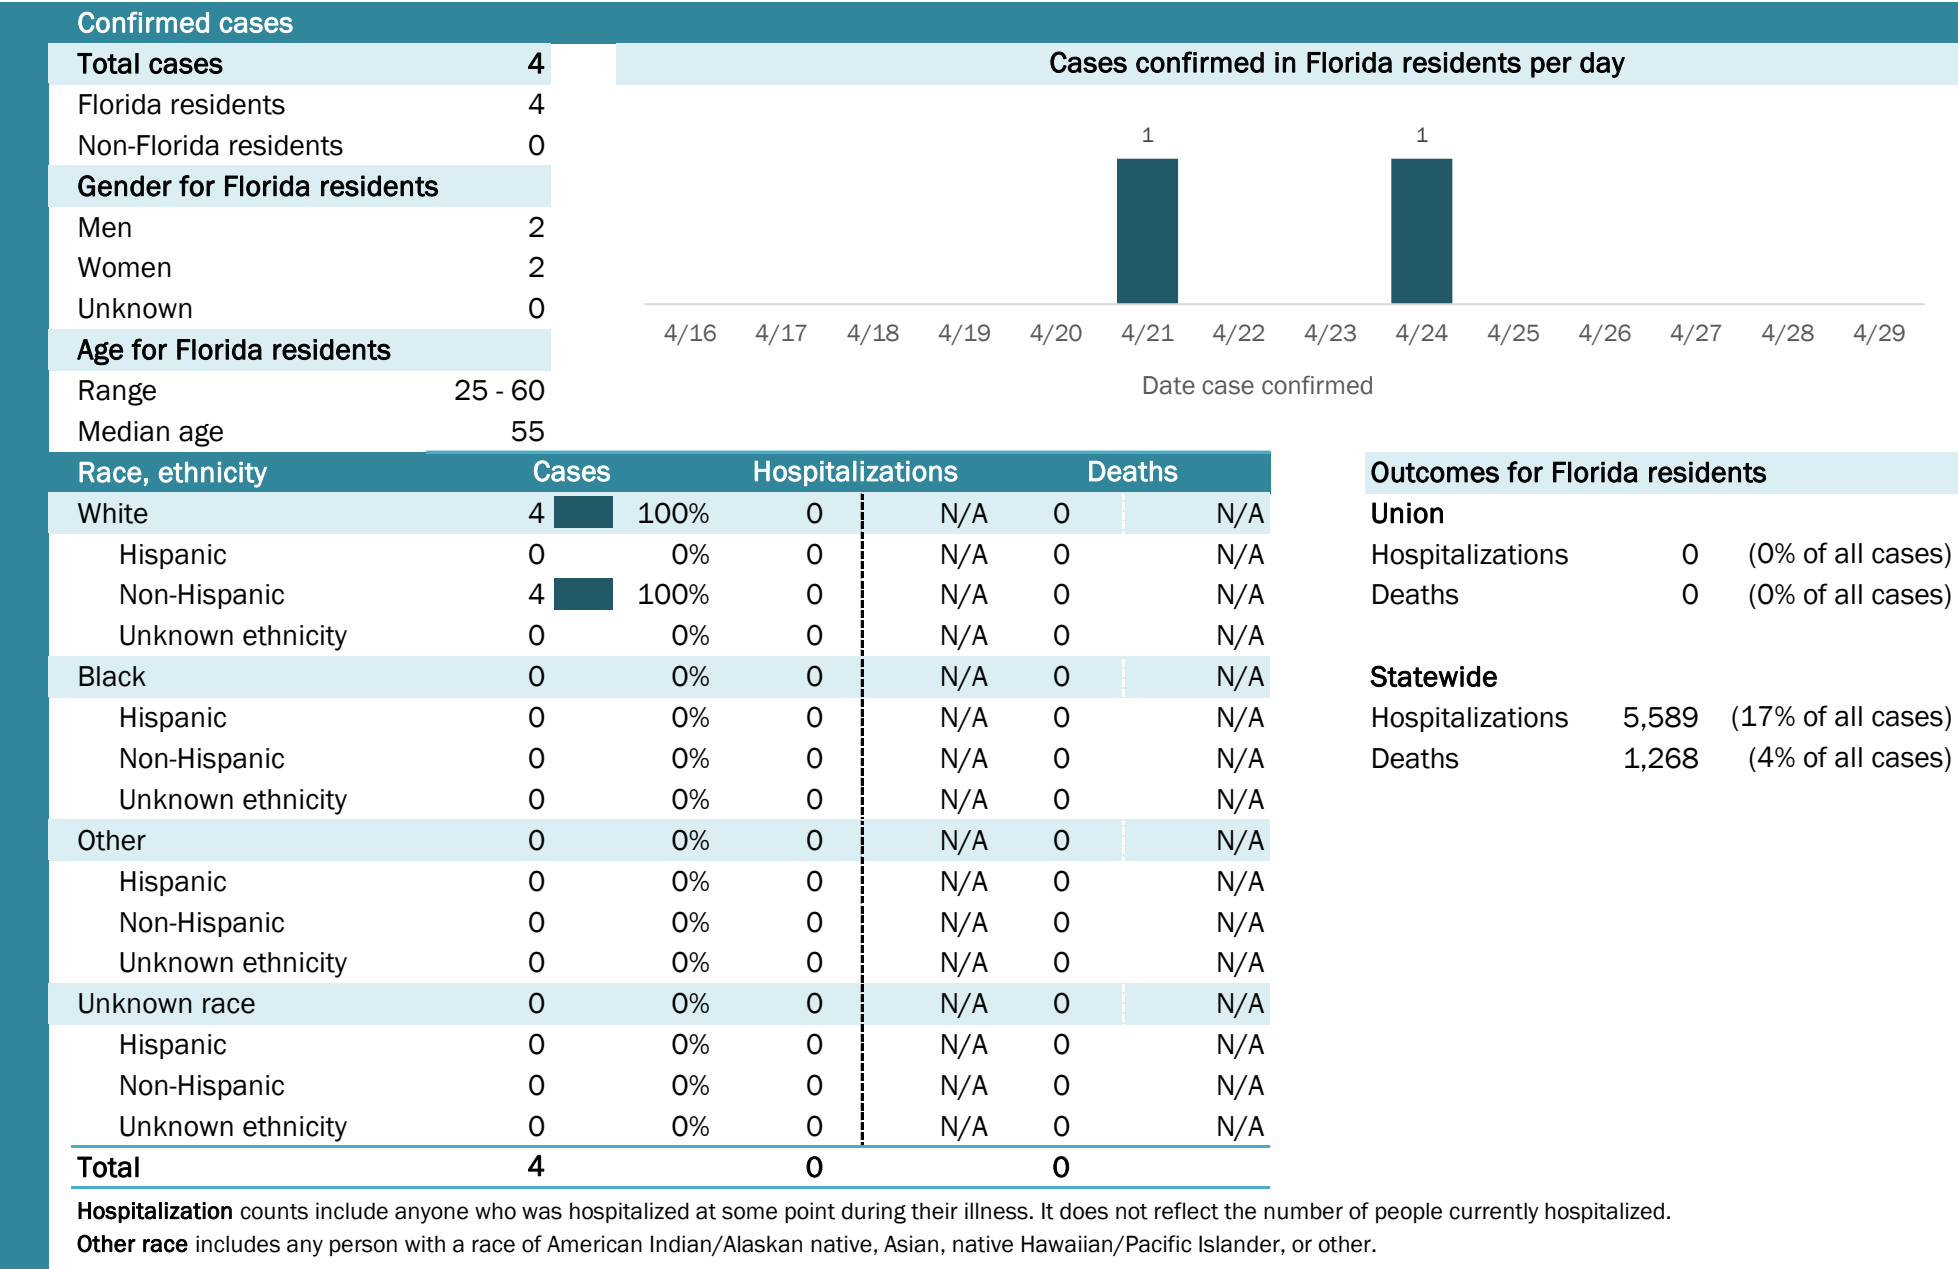 Confirmed cases
Total cases 4
Florida residents 4
Non-Florida residents 0
Gender for Florida residents
Men 2
Women 2
Unknown 0
Age for Florida residents
Range 25 - 60
Median age 55
Cases confirmed in Florida residents per day
1 1
4/16 4/17 4/18 4/19 4/20 4/21 4/22 4/23 4/24 4/25 4/26 4/27 4/28 4/29
Date case confirmed
Race, ethnicity Cases Hospitalizations Deaths
White 4 100% 0 N/A 0 N/A
Hispanic 0 0% 0 N/A 0 N/A
Non-Hispanic 4 100% 0 N/A 0 N/A
Unknown ethnicity 0 0% 0 N/A 0 N/A
Black 0 0% 0 N/A 0 N/A
Hispanic 0 0% 0 N/A 0 N/A
Non-Hispanic 0 0% 0 N/A 0 N/A
Unknown ethnicity 0 0% 0 N/A 0 N/A
Other 0 0% 0 N/A 0 N/A
Hispanic 0 0% 0 N/A 0 N/A
Non-Hispanic 0 0% 0 N/A 0 N/A
Unknown ethnicity 0 0% 0 N/A 0 N/A
Unknown race 0 0% 0 N/A 0 N/A
Hispanic 0 0% 0 N/A 0 N/A
Non-Hispanic 0 0% 0 N/A 0 N/A
Unknown ethnicity 0 0% 0 N/A 0 N/A
Total 4 0 0
Outcomes for Florida residents
Union
Hospitalizations 0 (0% of all cases)
Deaths 0 (0% of all cases)
Statewide
Hospitalizations 5,589 (17% of all cases)
Deaths 1,268 (4% of all cases)
Hospitalization counts include anyone who was hospitalized at some point during their illness. It does not reflect the number of people currently hospitalized.
Other race includes any person with a race of American Indian/Alaskan native, Asian, native Hawaiian/Pacific Islander, or other.